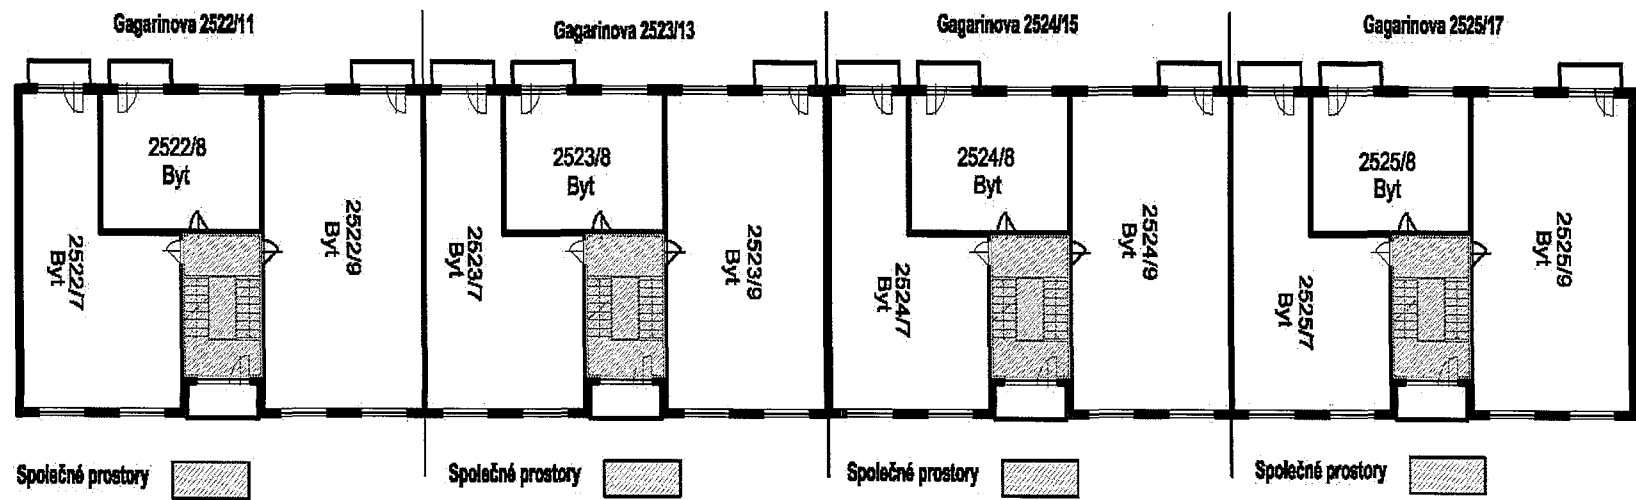 Gagarinova 2522/11
Gagarinova 2523/13
Gagarinova 2524/15
Gagarinova 2525/17
2522/8
Byt
2523/8
Byt
2524/8
Byt
2525/8
Byt
2522/7
Byt
2522/9
Byt
2523/7
Byt
2523/9
Byt
2524/7
Byt
2524/9
Byt
2525/7
Byt
2525/9
Byt
Společné prostory
Společné prostory
Společné prostory
Společné prostory